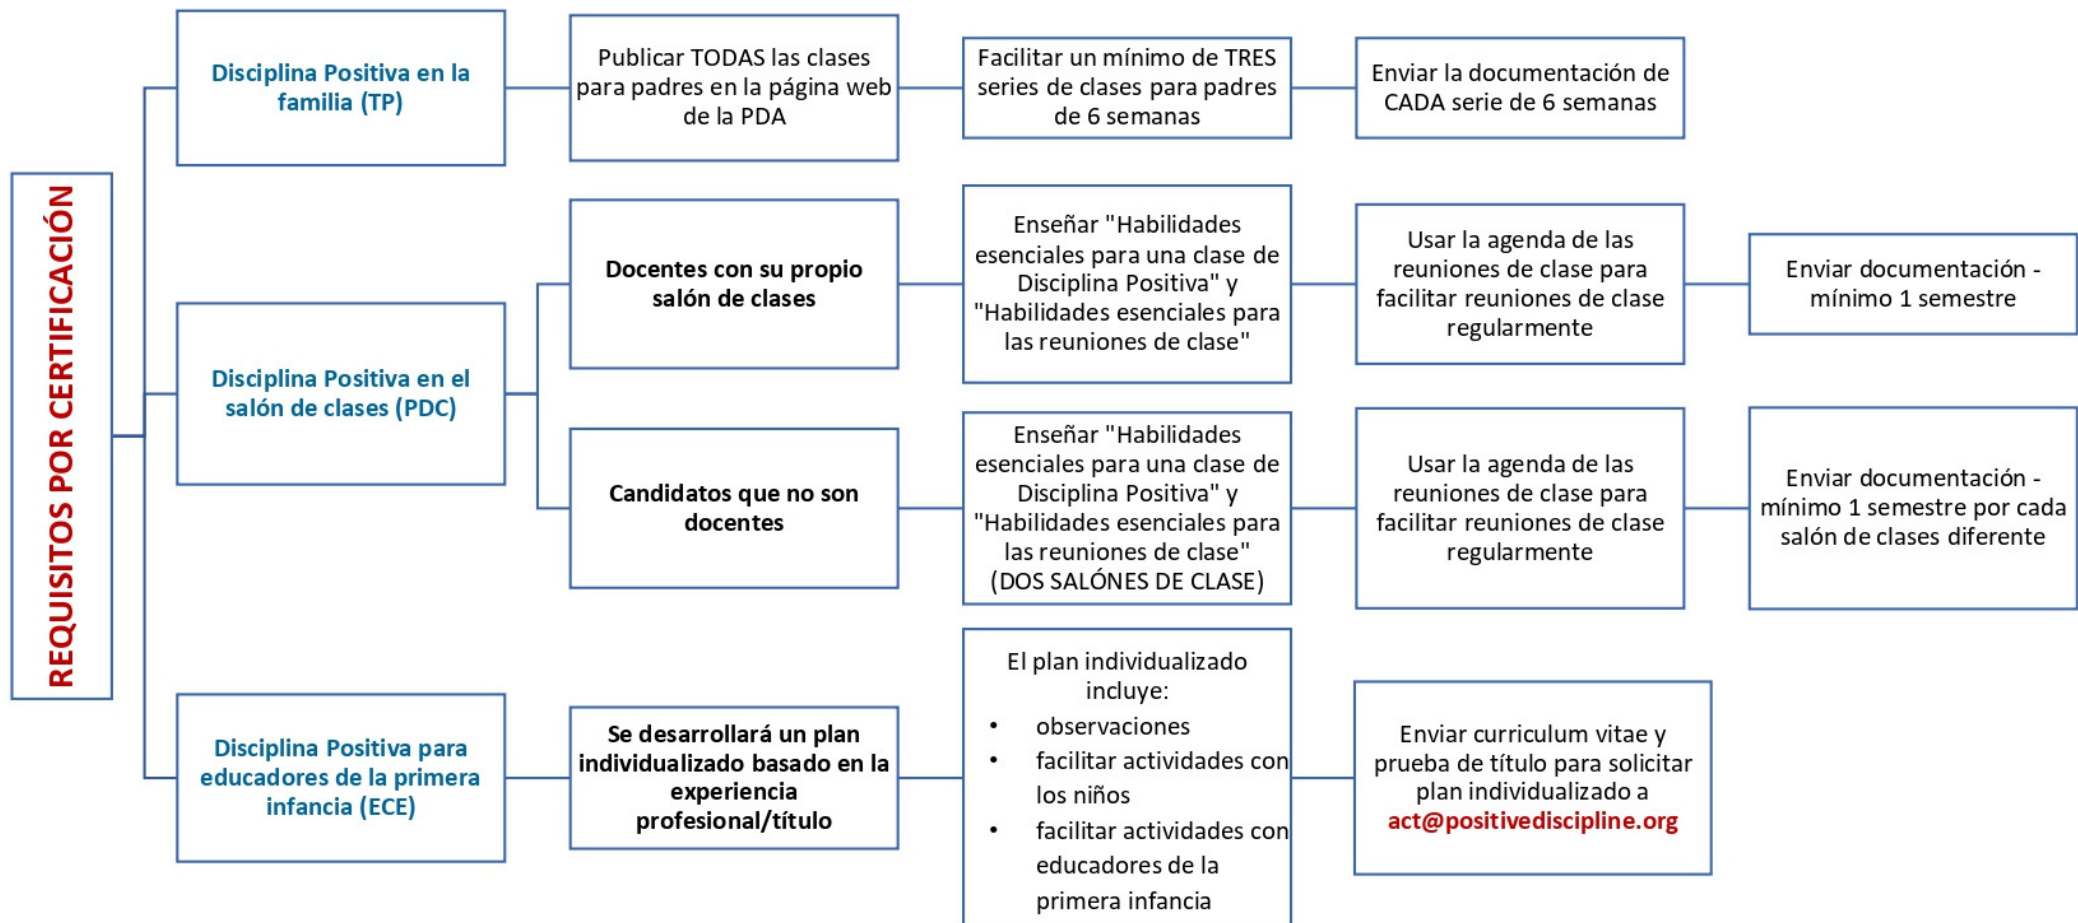 REQUISITOS POR CERTIFICACIÓN
Disciplina Positiva en la
familia (TP)
Publicar TODAS las clases
para padres en la página web
de la PDA
Facilitar un mínimo de TRES
series de clases para padres
de 6 semanas
Enviar la documentación de
CADA serie de 6 semanas
Disciplina Positiva en el
salón de clases (PDC)
Docentes con su propio
salón de clases
Enseñar "Habilidades
esenciales para una clase de
Disciplina Positiva" y
"Habilidades esenciales para
las reuniones de clase"
Usar la agenda de las
reuniones de clase para
facilitar reuniones de clase
regularmente
Enviar documentación -
mínimo 1 semestre
Candidatos que no son
docentes
Enseñar "Habilidades
esenciales para una clase de
Disciplina Positiva" y
"Habilidades esenciales para
las reuniones de clase"
(DOS SALÓNES DE CLASE)
Usar la agenda de las
reuniones de clase para
facilitar reuniones de clase
regularmente
Enviar documentación -
mínimo 1 semestre por cada
salón de clases diferente
Disciplina Positiva para
educadores de la primera
infancia (ECE)
Se desarrollará un plan
individualizado basado en la
experiencia
profesional/título
El plan individualizado
incluye:
• observaciones
• facilitar actividades con
los niños
• facilitar actividades con
educadores de la
primera infancia
Enviar curriculum vitae y
prueba de título para solicitar
plan individualizado a
act@positivediscipline.org